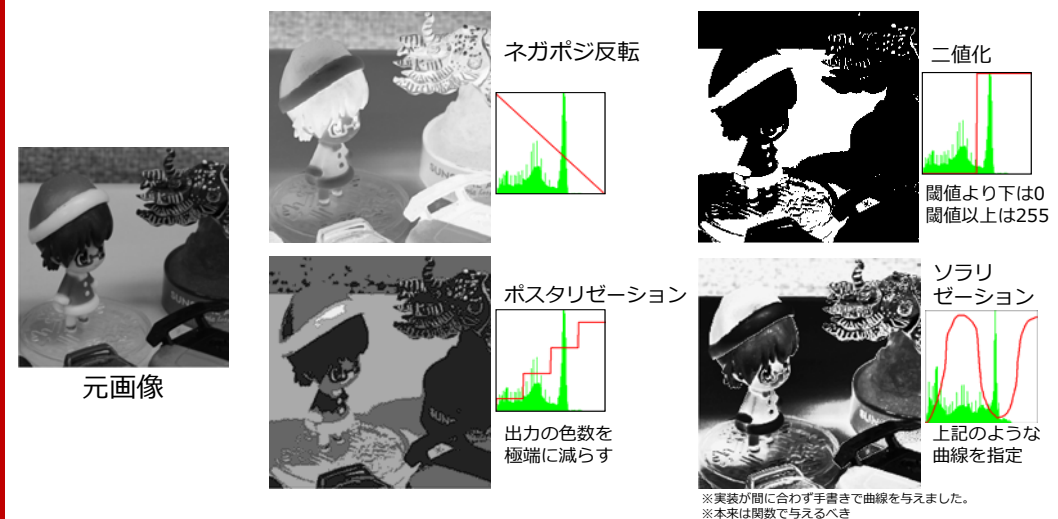 元画像
ネガポジ反転
二値化
閾値より下は0
閾値以上は255
ポスタリゼーション
出力の色数を
極端に減らす
ソラリ
ゼーション
上記のような
曲線を指定
※実装が間に合わず手書きで曲線を与えました。
※本来は関数で与えるべき